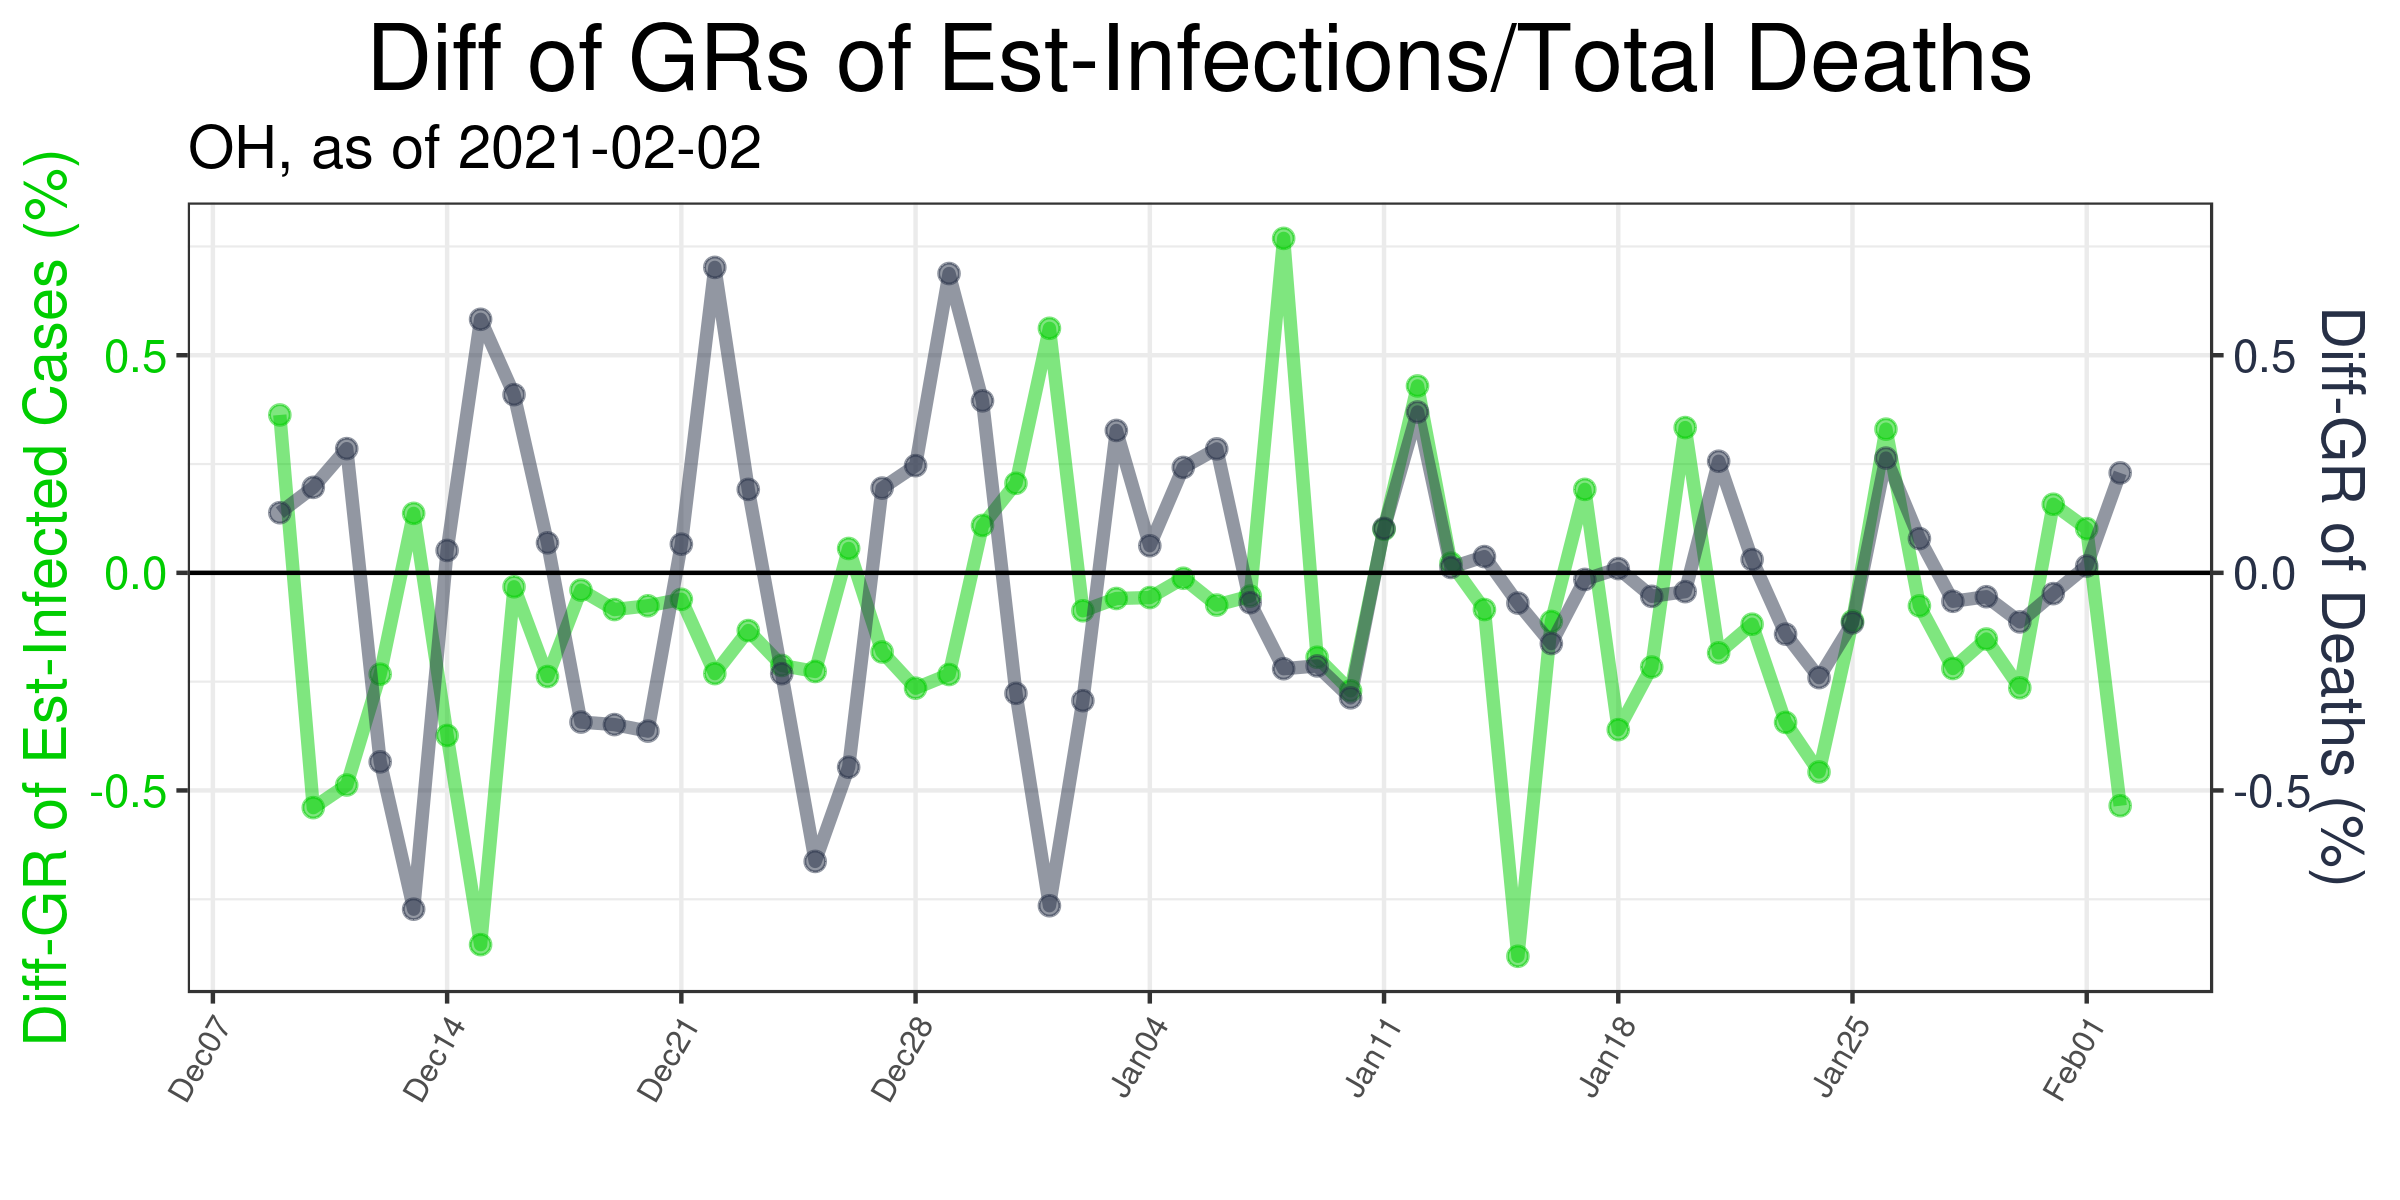 Diff of GRs of Est-Infections/Total Deaths
OH, as of 2021-02-02
Diff-GR of Est-Infected Cases (%)
0.5
0.0
-0.5
0.5
0.0
-0.5
Diff-GR of Deaths (%)
Dec07
Dec14
Dec21
Dec28
Jan04
Jan11
Jan18
Jan25
Feb01